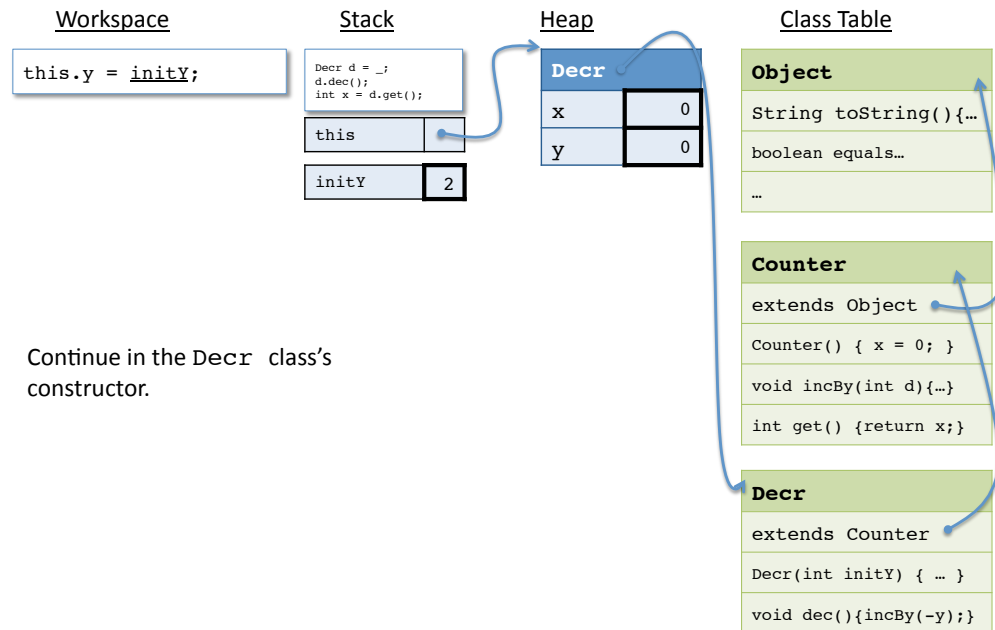 Workspace
Stack
Heap
Class Table
this.y = initY;
Decr d = _;
d.dec();
int x = d.get();
this
initY 2
Decr
x 0
y 0
Object
String toString(){…
boolean equals…
…
Counter
extends Object
Counter() { x = 0; }
void incBy(int d){…}
int get() {return x;}
Continue in the Decr class's
constructor.
Decr
extends Counter
Decr(int initY) { … }
void dec(){incBy(-y);}